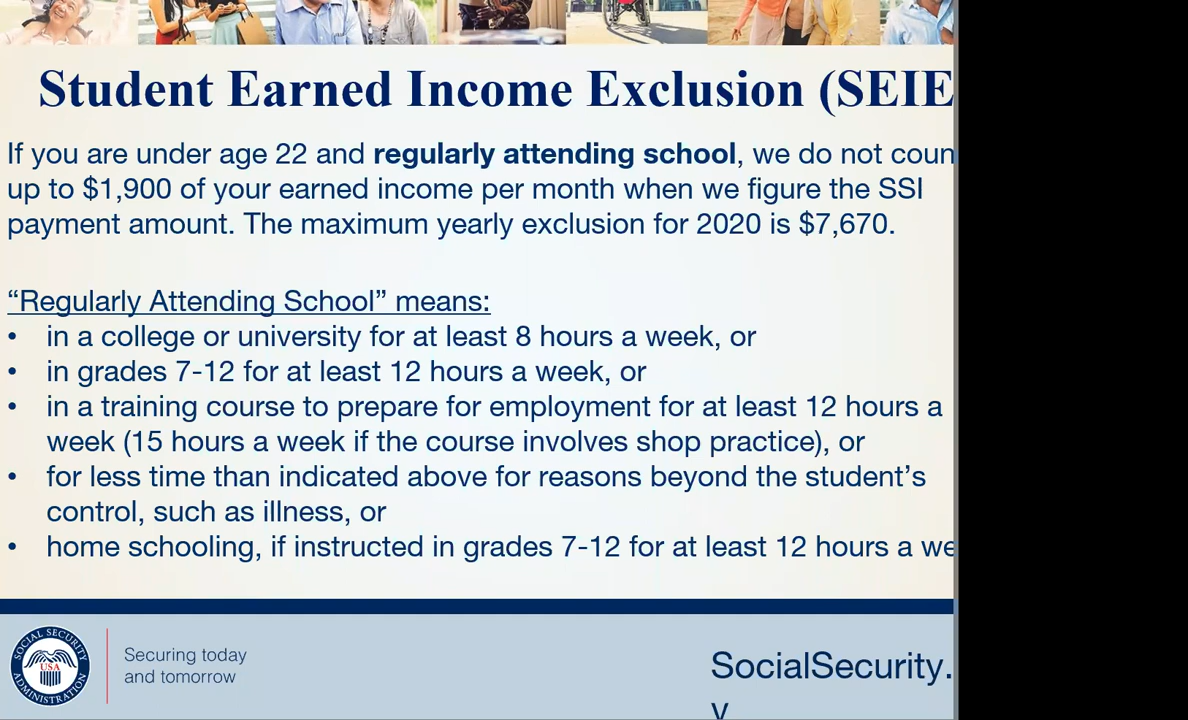 Student Earned Income Exclusion (SEIE
If you are under age 22 and regularly attending school, we do not coun
up to $1,900 of your earned income per month when we figure the SSI
payment amount. The maximum yearly exclusion for 2020 is $7,670.
“Regularly Attending School” means:
• in a college or university for at least 8 hours a week, or
• in grades 7-12 for at least 12 hours a week, or
• in a training course to prepare for employment for at least 12 hours a
week (15 hours a week if the course involves shop practice), or
• for less time than indicated above for reasons beyond the student’s
control, such as illness, or
• home schooling, if instructed in grades 7-12 for at least 12 hours a we
SOCIAL SECURITY
USA
ADMINISTRATION
Securing today
and tomorrow
SocialSecurity.
v